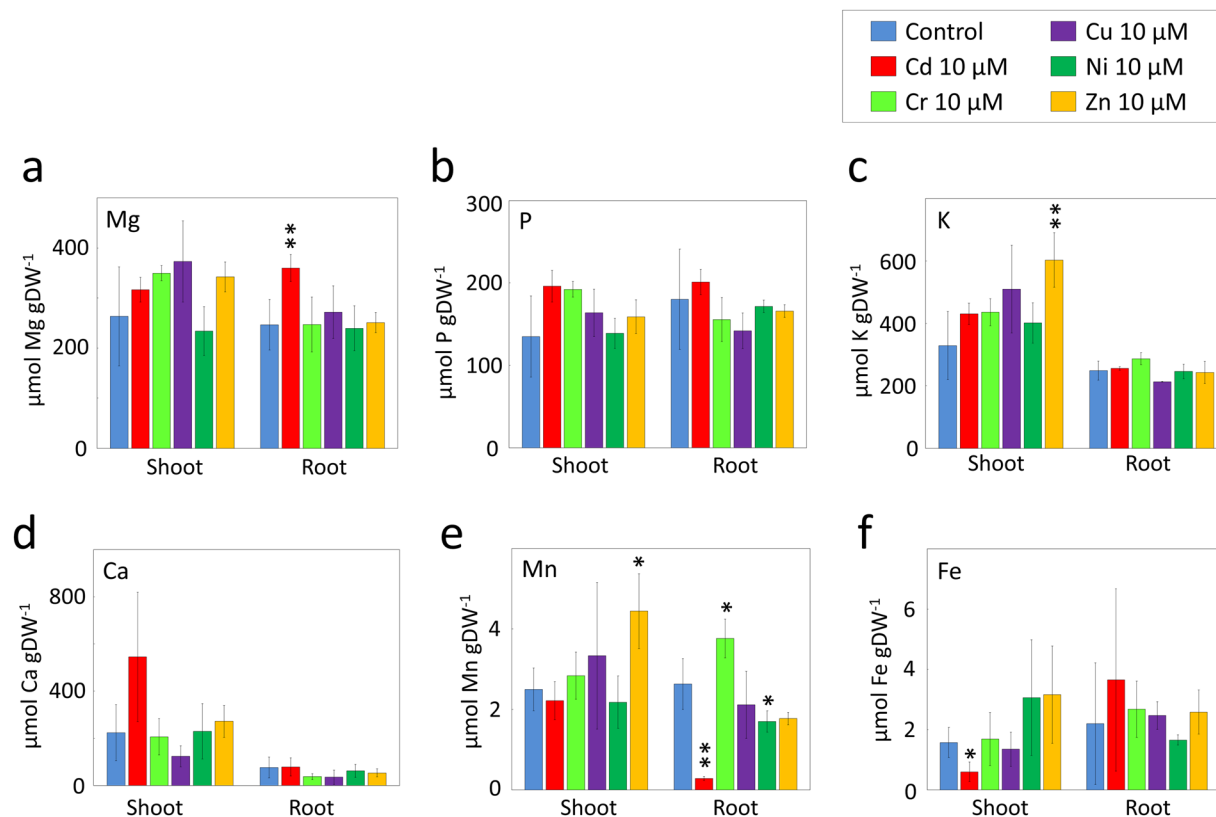 Control
Cu 10 µM
Cd 10 µM
Ni 10 µM
Cr 10 µM
Zn 10 µM
a
Mg
µmol Mg gDW⁻¹
400
200
0
**
Shoot
Root
b
P
µmol P gDW⁻¹
300
200
100
0
Shoot
Root
c
K
µmol K gDW⁻¹
600
400
200
0
**
Shoot
Root
d
Ca
µmol Ca gDW⁻¹
800
400
0
Shoot
Root
e
Mn
µmol Mn gDW⁻¹
4
2
0
*
**
*
*
Shoot
Root
f
Fe
µmol Fe gDW⁻¹
6
4
2
0
*
Shoot
Root